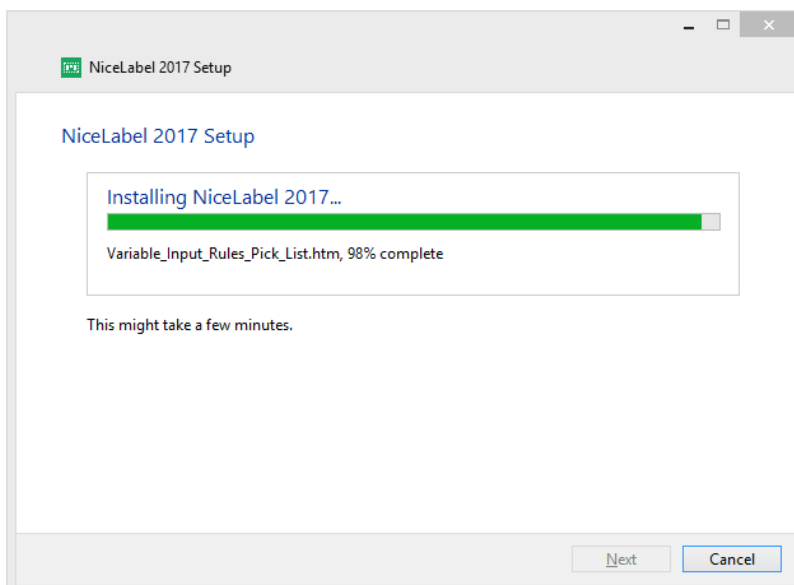 NiceLabel 2017 Setup
NiceLabel 2017 Setup
Installing NiceLabel 2017...
Variable_Input_Rules_Pick_List.htm, 98% complete
This might take a few minutes.
Next
Cancel